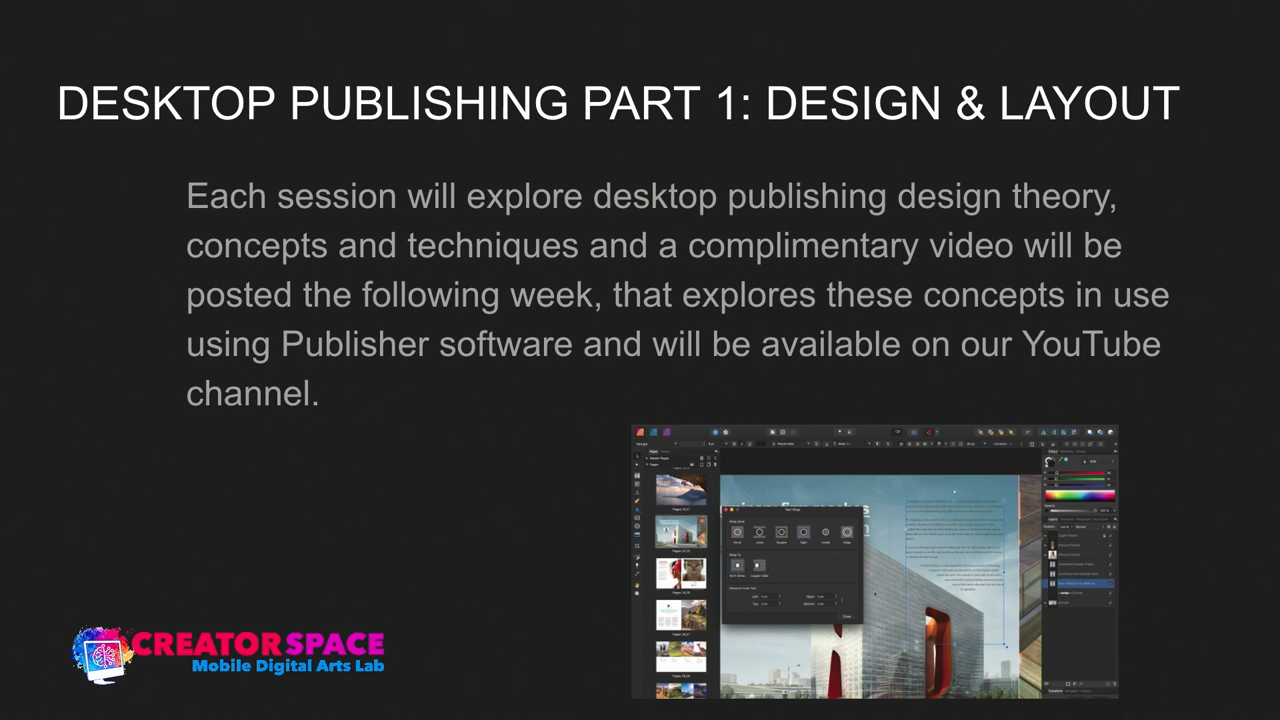 DESKTOP PUBLISHING PART 1: DESIGN & LAYOUT
Each session will explore desktop publishing design theory,
concepts and techniques and a complimentary video will be
posted the following week, that explores these concepts in use
using Publisher software and will be available on our YouTube
channel.
CREATOR SPACE
Mobile Digital Arts Lab